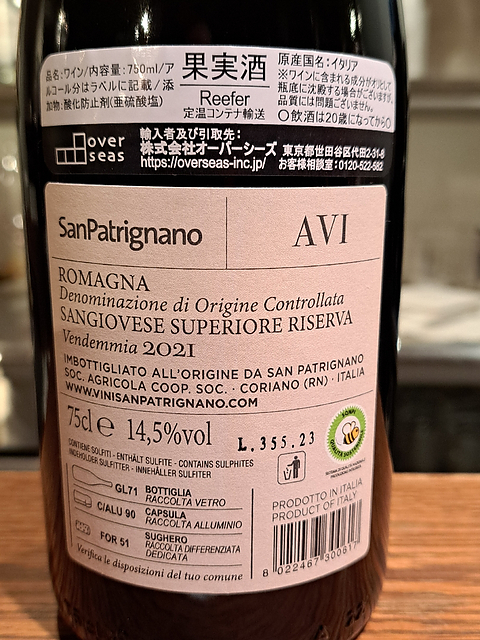 品名:ワイン/内容量:750ml/ア
ルコール分はラベルに記載/添
加物:酸化防止剤(亜硫酸塩)
果実酒
Reefer
定温コンテナ輸送
原産国名:イタリア
※ワインに含まれる成分がオリとして
瓶底に沈殿する場合がございますが、
品質には問題ございません。
○飲酒は20歳になってから○
over
seas
輸入者及び引取先:
株式会社オーバーシーズ 東京都世田谷区代田2-31-6
https://overseas-inc.jp/ お客様相談室:0120-522-582
SanPatrignano
AVI
ROMAGNA
Denominazione di Origine Controllata
SANGIOVESE SUPERIORE RISERVA
Vendemmia 2021
IMBOTTIGLIATO ALL'ORIGINE DA SAN PATRIGNANO
SOC. AGRICOLA COOP. SOC. · CORIANO (RN) · ITALIA
WWW.VINISANPATRIGNANO.COM
75cl e 14,5%vol
L.355.23
CONTIENE SOLFITI - ENTHÄLT SULFITE - CONTAINS SULPHITES
INDEHOLDER SULFITTER - INNEHÅLLER SULFITER
GL71 BOTTIGLIA
RACCOLTA VETRO
C/ALU 90 CAPSULA
RACCOLTA ALLUMINIO
FOR 51 SUGHERO
RACCOLTA DIFFERENZIATA
DEDICATA
Verifica le disposizioni del tuo comune
PRODOTTO IN ITALIA
PRODUCT OF ITALY
8 022467 300817